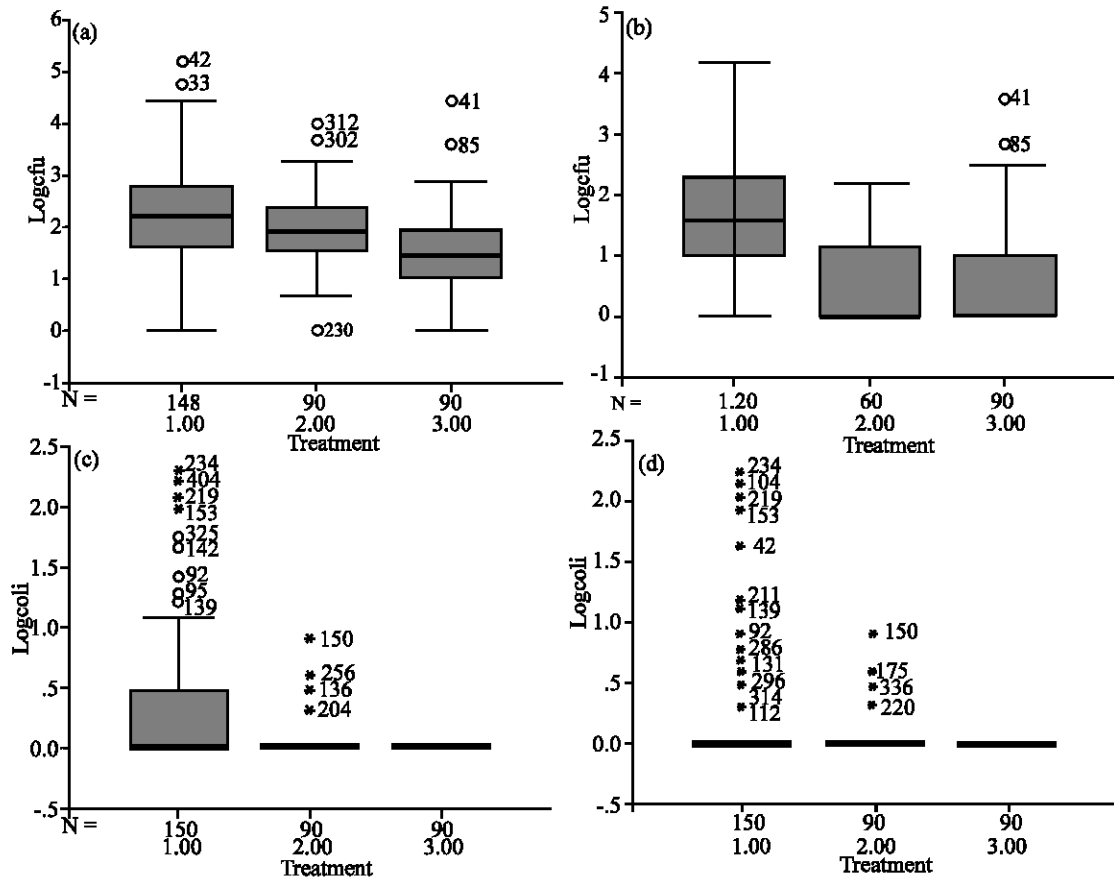 (a)
6
5
4
3
2
1
0
-1
Logcfu
42
33
312
302
230
41
85
N =
148 90 90
1.00 2.00 3.00
Treatment
(b)
5
4
3
2
1
0
-1
Logcfu
41
85
N =
1.20 60 90
1.00 2.00 3.00
Treatment
(c)
2.5
2.0
1.5
1.0
.5
0.0
-.5
Logcoli
234
404
219
153
325
142
92
95
139
150
256
136
204
N =
150 90 90
1.00 2.00 3.00
Treatment
(d)
2.5
2.0
1.5
1.0
.5
0.0
-.5
Logcoli
234
104
219
153
42
211
139
92
286
131
296
314
112
150
175
336
220
150 90 90
1.00 2.00 3.00
Treatment